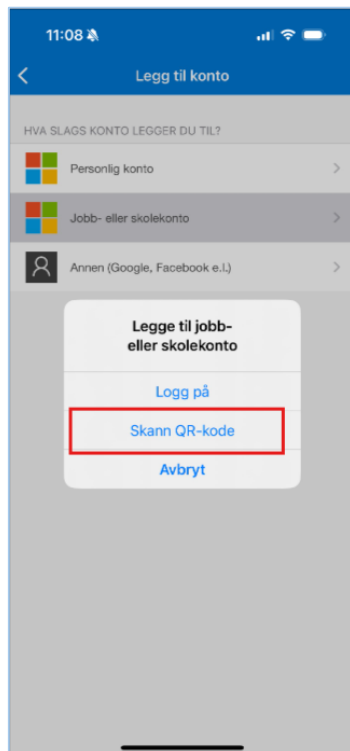 11:08
Legg til konto
HVA SLAGS KONTO LEGGER DU TIL?
Personlig konto
Jobb- eller skolekonto
Annen (Google, Facebook e.l.)
Legge til jobb-
eller skolekonto
Logg på
Skann QR-kode
Avbryt